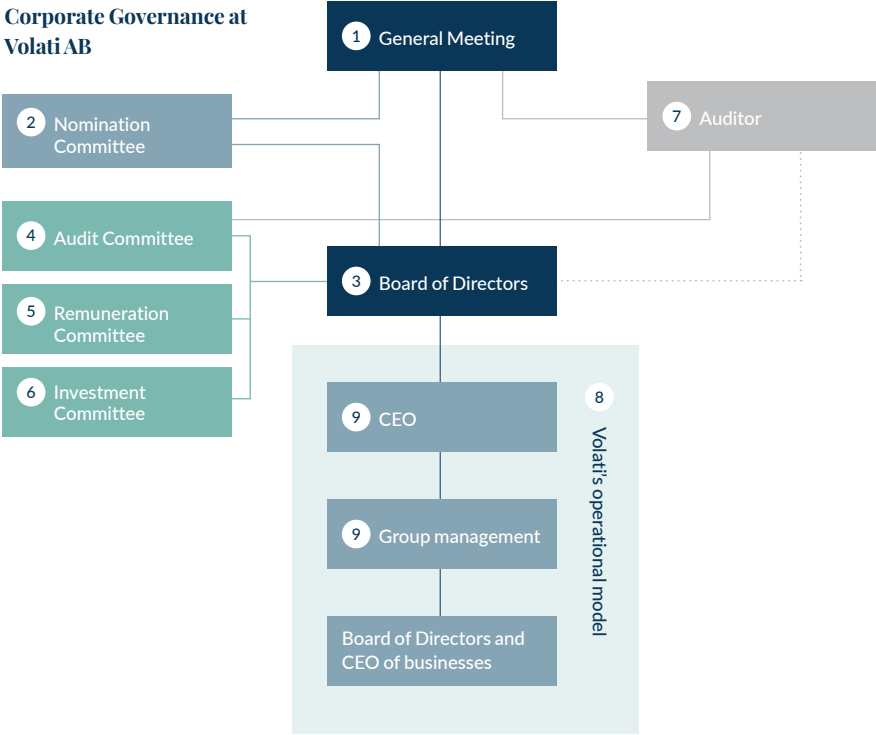 Corporate Governance at
Volati AB
1 General Meeting
2 Nomination
Committee
7 Auditor
4 Audit Committee
3 Board of Directors
5 Remuneration
Committee
6 Investment
Committee
8 Volati's operational model
9 CEO
9 Group management
Board of Directors and
CEO of businesses